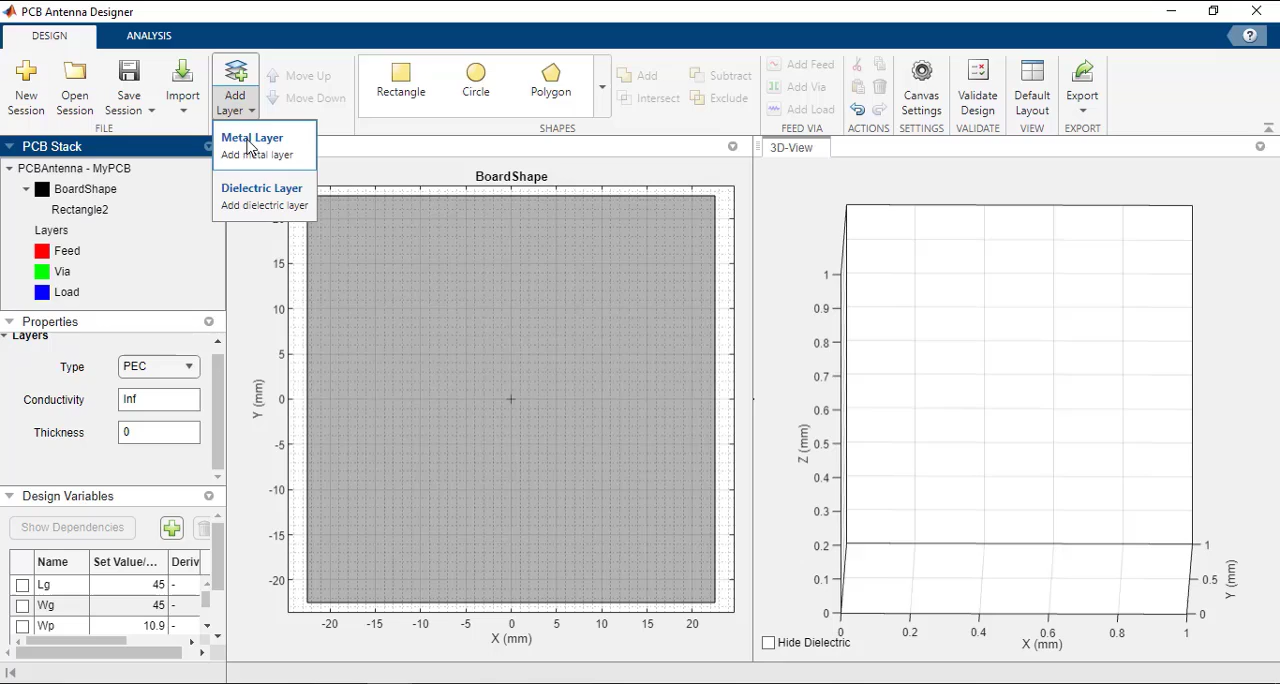 PCB Antenna Designer
DESIGN
ANALYSIS
New Session
Open Session
Save Session
Import
FILE
Add Layer
Move Up
Move Down
Rectangle
Circle
Polygon
SHAPES
Add
Subtract
Intersect
Exclude
Add Feed
Add Via
Add Load
FEED VIA
ACTIONS
Canvas Settings
SETTINGS
Validate Design
VALIDATE
Default Layout
VIEW
Export
EXPORT
Metal Layer
Add metal layer
Dielectric Layer
Add dielectric layer
PCB Stack
PCBAntenna - MyPCB
BoardShape
Rectangle2
Layers
Feed
Via
Load
Properties
Layers
Type
PEC
Conductivity
Inf
Thickness
0
Design Variables
Show Dependencies
Name Set Value/... Deriv
Lg 45 -
Wg 45 -
Wp 10.9 -
BoardShape
15
10
5
0
-5
-10
-15
-20
Y (mm)
-20 -15 -10 -5 0 5 10 15 20
X (mm)
3D-View
1
0.9
0.8
0.7
0.6
0.5
0.4
0.3
0.2
0.1
0
Z (mm)
1
0.5
0
Y (mm)
0 0.2 0.4 0.6 0.8 1
X (mm)
Hide Dielectric